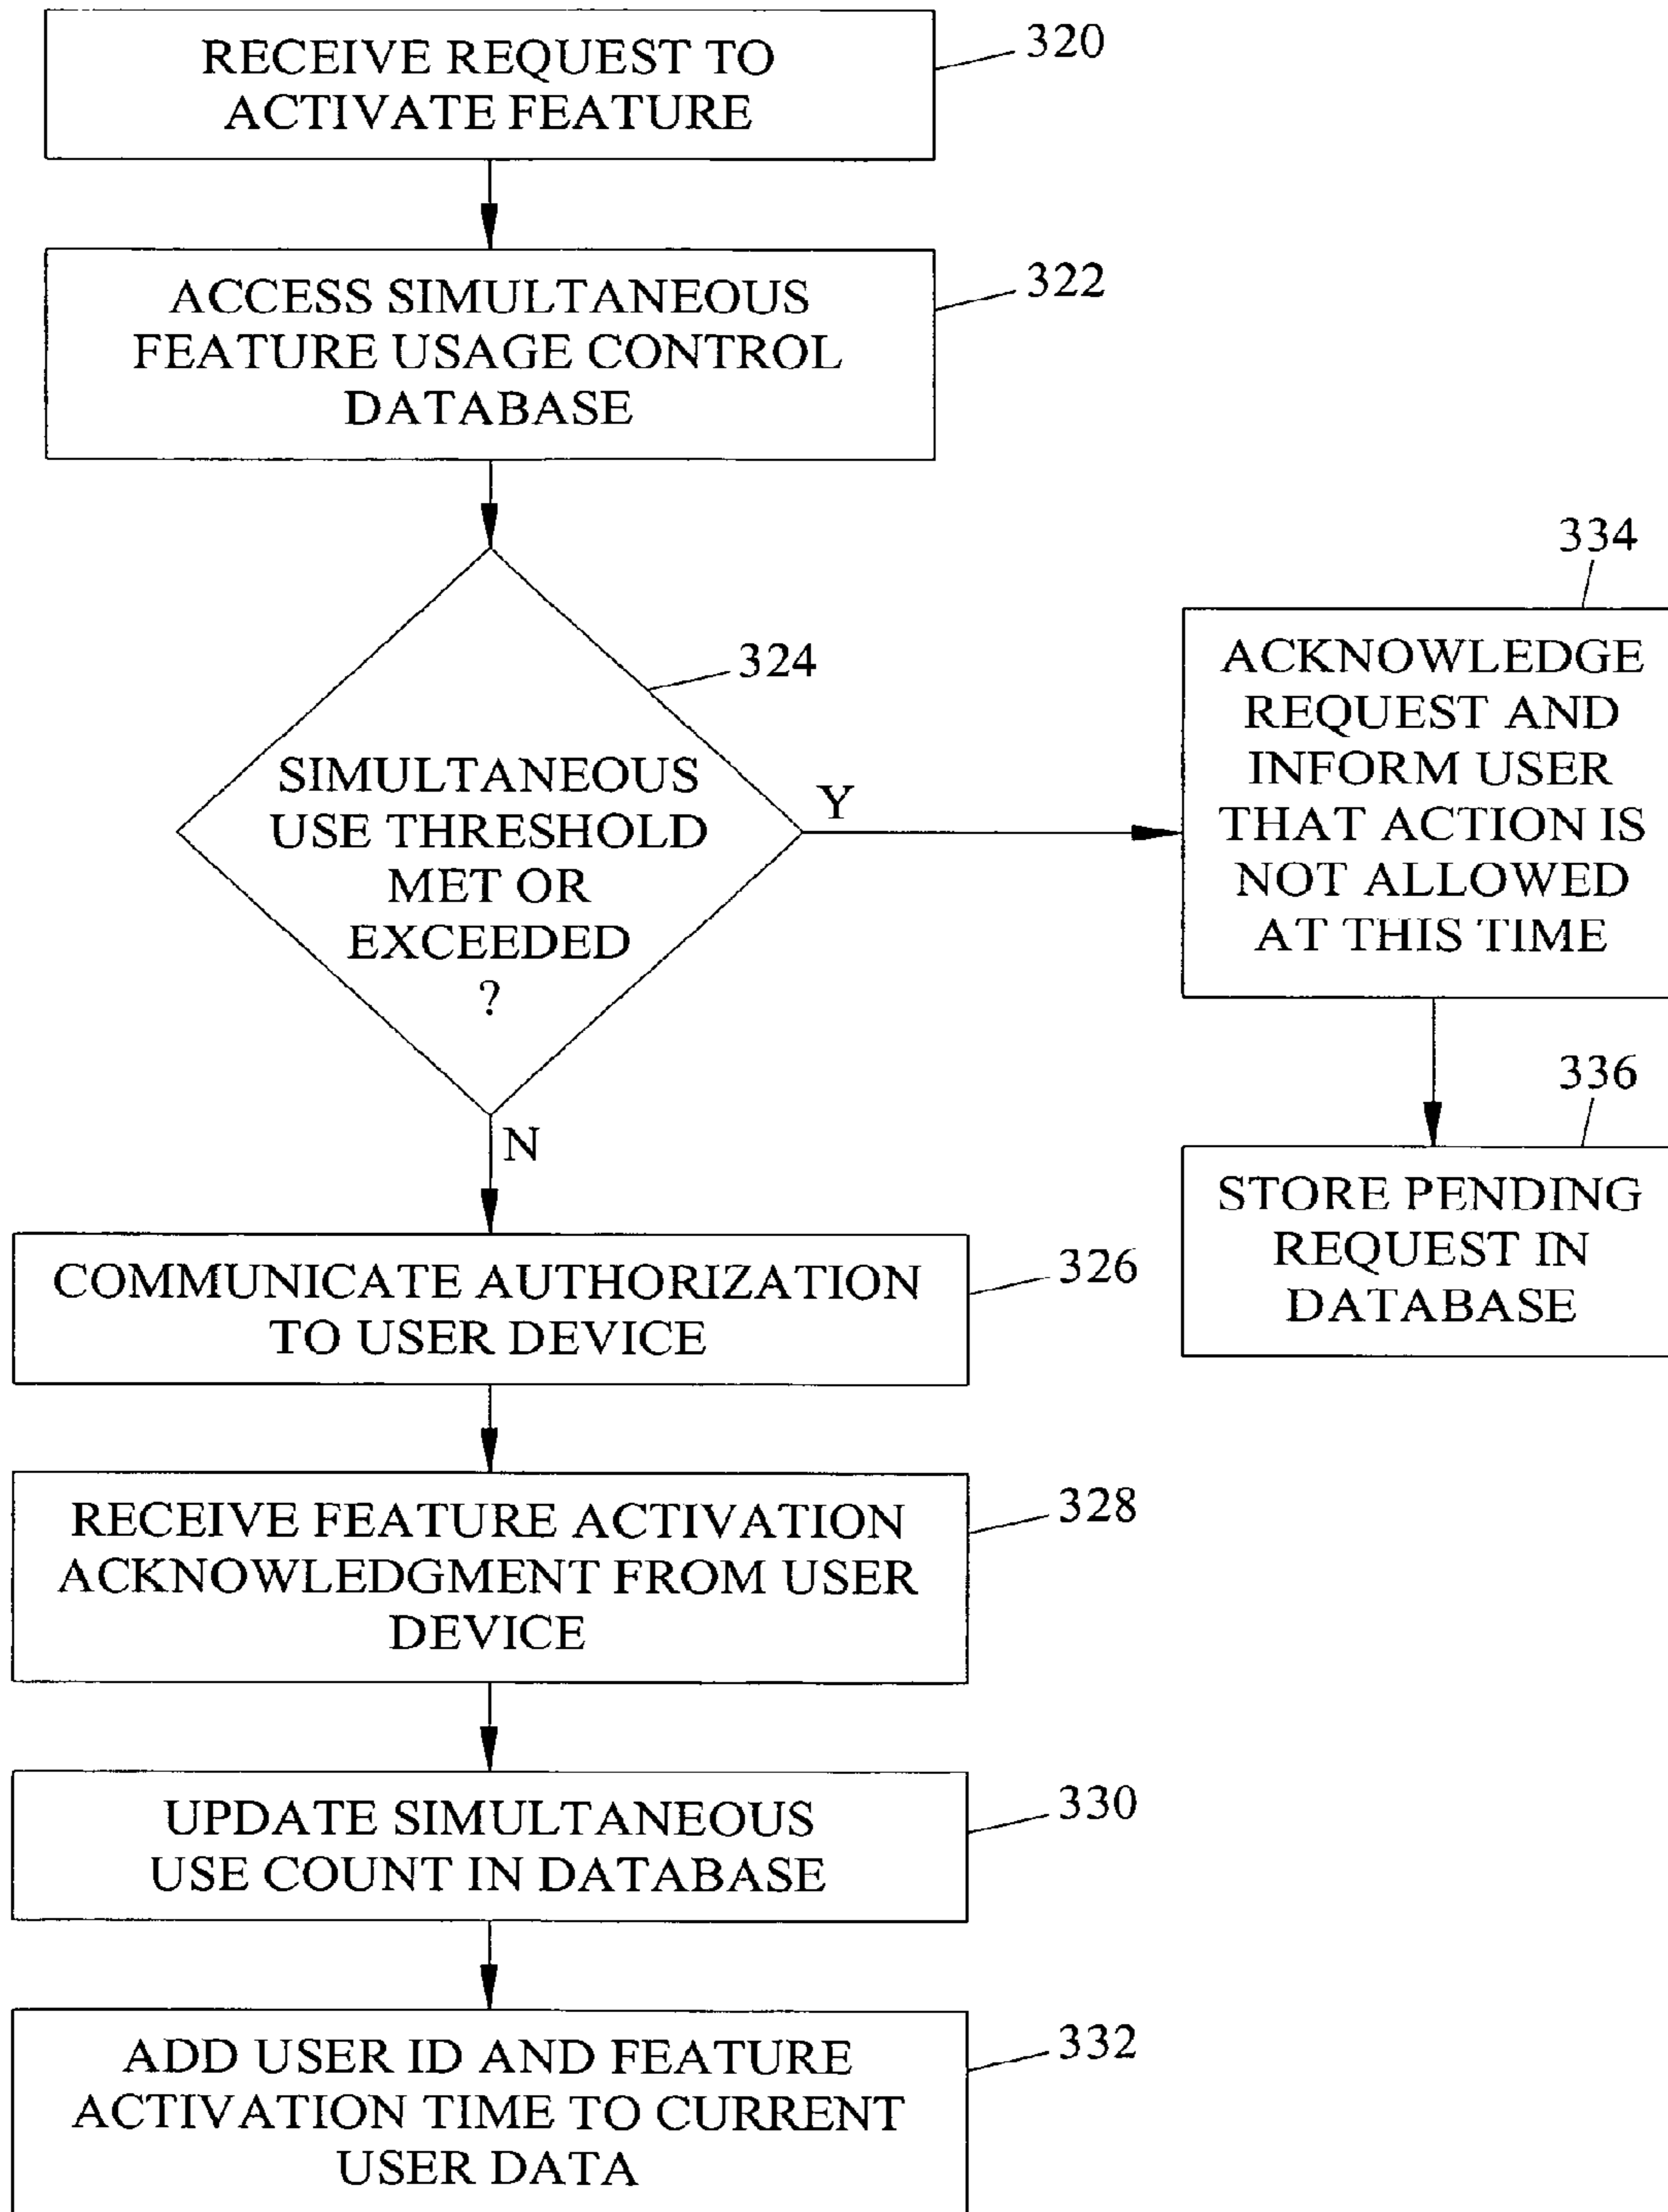 RECEIVE REQUEST TO
ACTIVATE FEATURE
320
ACCESS SIMULTANEOUS
FEATURE USAGE CONTROL
DATABASE
322
SIMULTANEOUS
USE THRESHOLD
MET OR
EXCEEDED
?
324
Y
334
ACKNOWLEDGE
REQUEST AND
INFORM USER
THAT ACTION IS
NOT ALLOWED
AT THIS TIME
336
STORE PENDING
REQUEST IN
DATABASE
N
COMMUNICATE AUTHORIZATION
TO USER DEVICE
326
RECEIVE FEATURE ACTIVATION
ACKNOWLEDGMENT FROM USER
DEVICE
328
UPDATE SIMULTANEOUS
USE COUNT IN DATABASE
330
ADD USER ID AND FEATURE
ACTIVATION TIME TO CURRENT
USER DATA
332